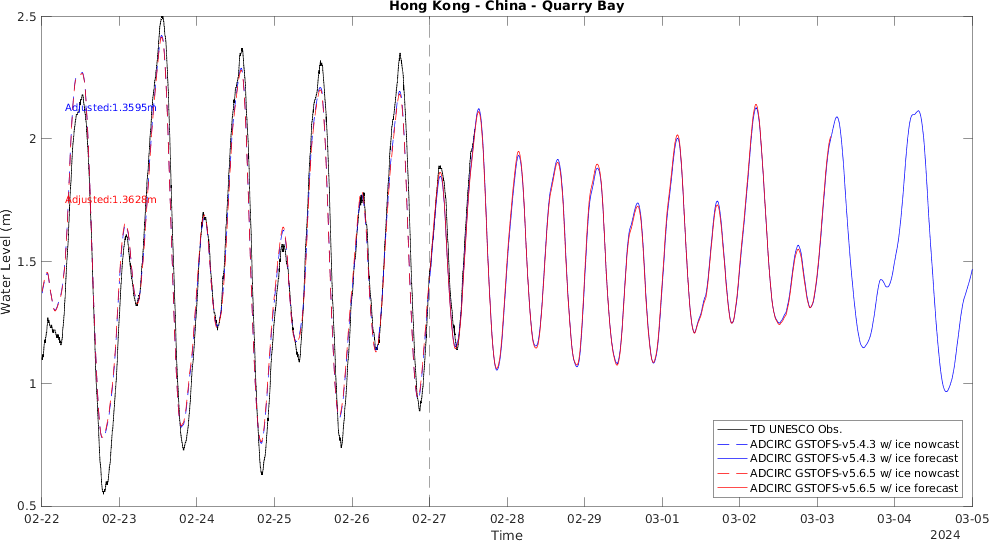 Hong Kong - China - Quarry Bay
2.5
2
1.5
1
0.5
Water Level (m)
Adjusted:1.3595m
Adjusted:1.3628m
TD UNESCO Obs.
ADCIRC GSTOFS-v5.4.3 w/ ice nowcast
ADCIRC GSTOFS-v5.4.3 w/ ice forecast
ADCIRC GSTOFS-v5.6.5 w/ ice nowcast
ADCIRC GSTOFS-v5.6.5 w/ ice forecast
02-22 02-23 02-24 02-25 02-26 02-27 02-28 02-29 03-01 03-02 03-03 03-04 03-05
Time
2024